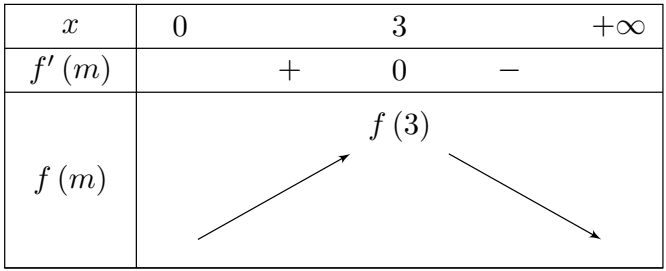 x 0 3 +∞
f′ (m) + 0 −
f (3)
f (m)